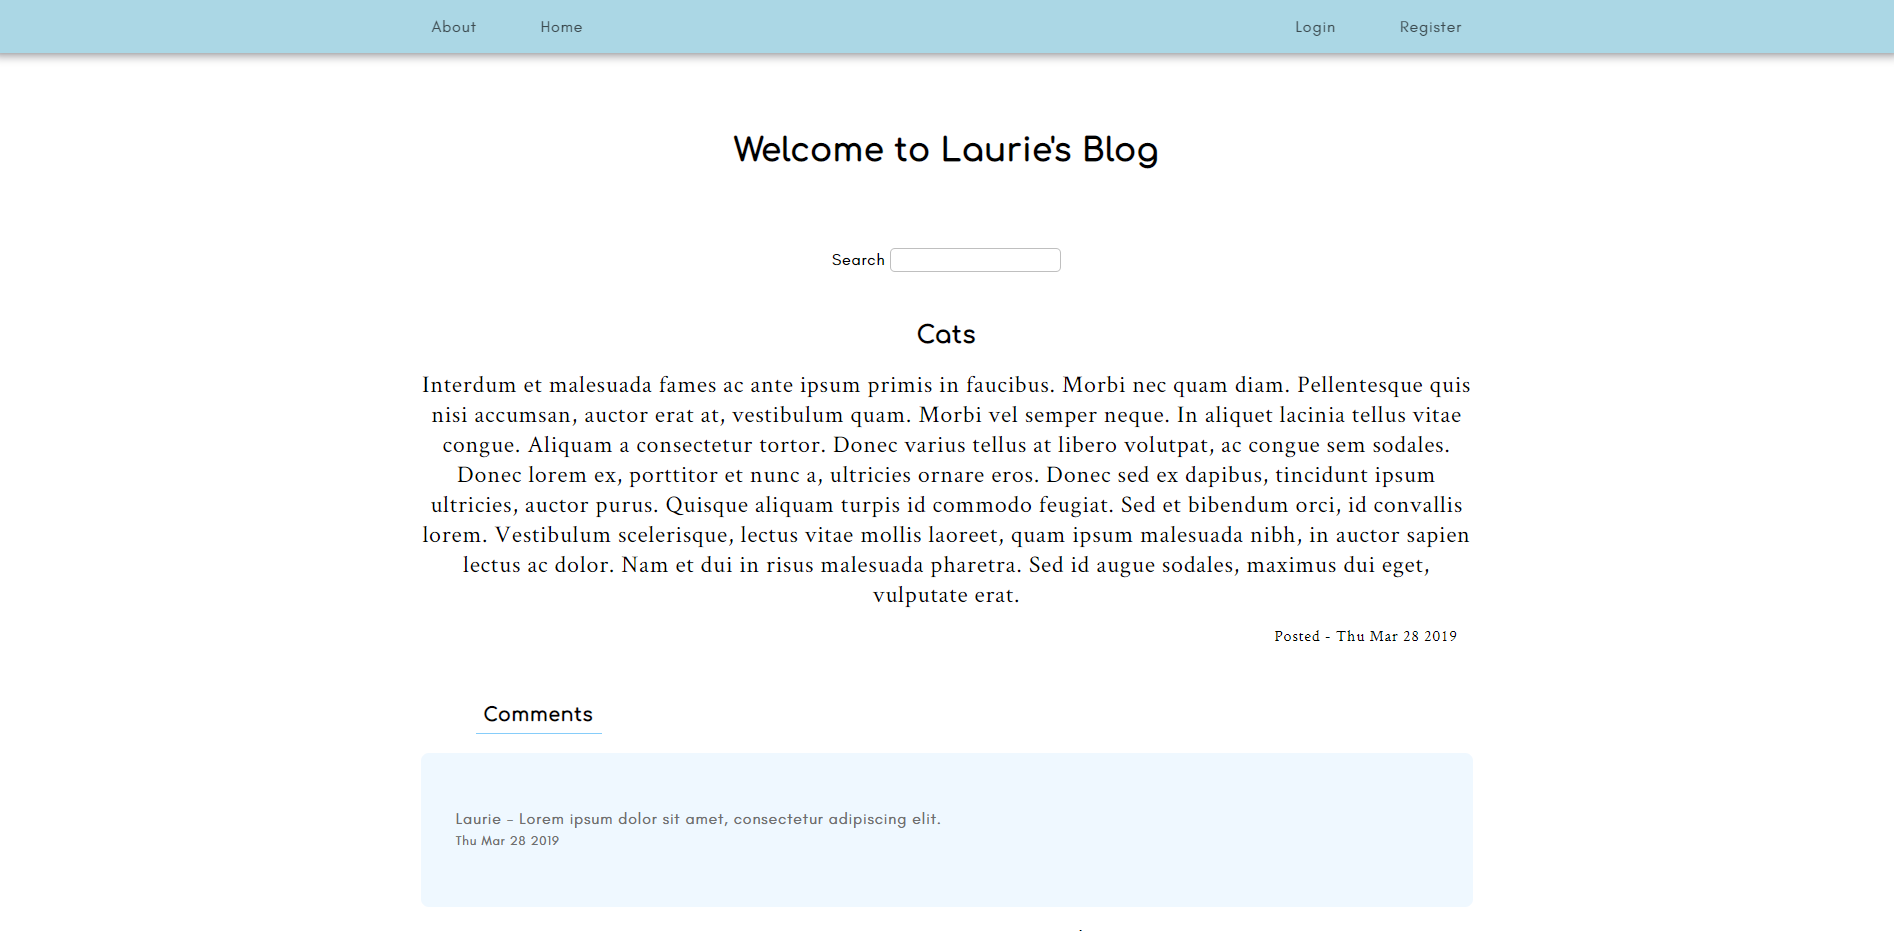 About Home Login Register
Welcome to Laurie's Blog
Search
Cats
Interdum et malesuada fames ac ante ipsum primis in faucibus. Morbi nec quam diam. Pellentesque quis
nisi accumsan, auctor erat at, vestibulum quam. Morbi vel semper neque. In aliquet lacinia tellus vitae
congue. Aliquam a consectetur tortor. Donec varius tellus at libero volutpat, ac congue sem sodales.
Donec lorem ex, porttitor et nunc a, ultricies ornare eros. Donec sed ex dapibus, tincidunt ipsum
ultricies, auctor purus. Quisque aliquam turpis id commodo feugiat. Sed et bibendum orci, id convallis
lorem. Vestibulum scelerisque, lectus vitae mollis laoreet, quam ipsum malesuada nibh, in auctor sapien
lectus ac dolor. Nam et dui in risus malesuada pharetra. Sed id augue sodales, maximus dui eget,
vulputate erat.
Posted - Thu Mar 28 2019
Comments
Laurie - Lorem ipsum dolor sit amet, consectetur adipiscing elit.
Thu Mar 28 2019